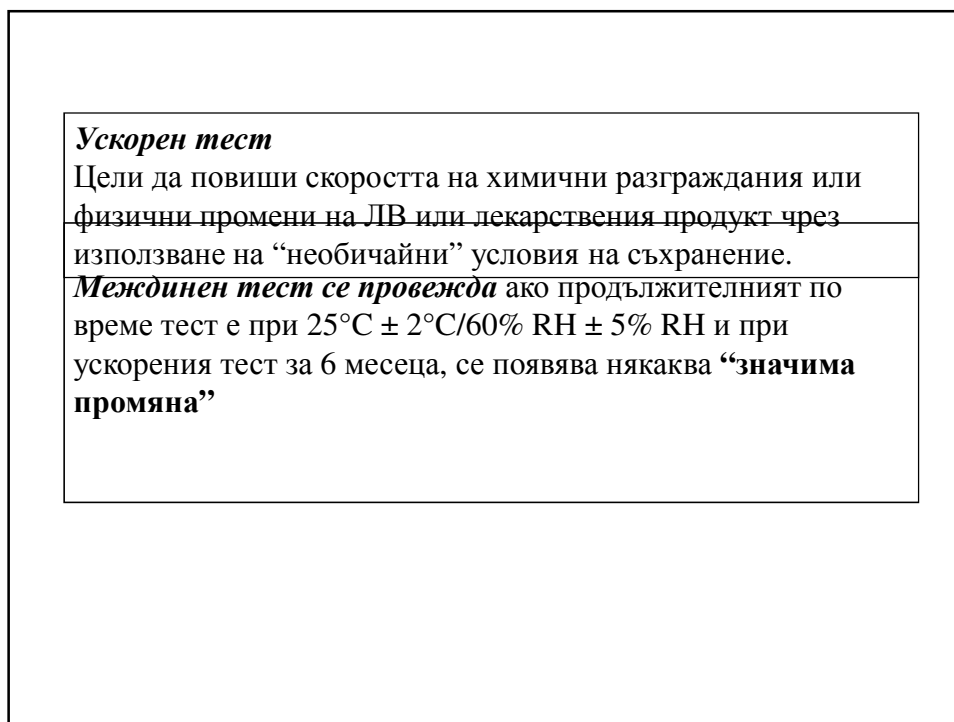 Ускорен тест
Цели да повиши скоростта на химични разграждания или
физични промени на ЛВ или лекарствения продукт чрез
използване на “необичайни” условия на съхранение.
Междинен тест се провежда ако продължителният по
време тест е при 25°C ± 2°C/60% RH ± 5% RH и при
ускорения тест за 6 месеца, се появява някаква “значима
промяна”